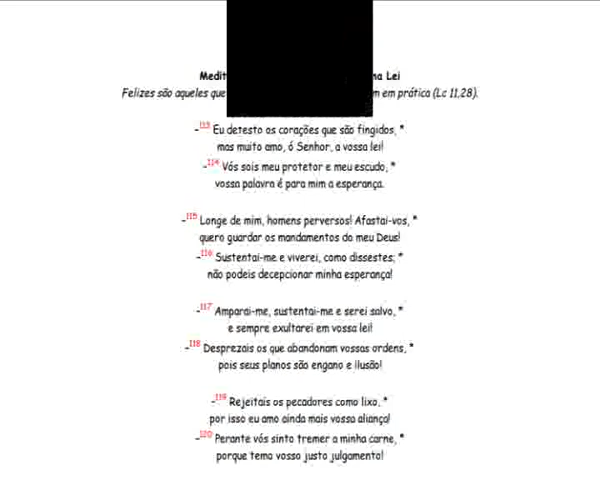 Medit na Lei
Felizes são aqueles que m em prática (Lc 11,28).
–113 Eu detesto os corações que são fingidos, *
mas muito amo, ó Senhor, a vossa lei!
–114 Vós sois meu protetor e meu escudo, *
vossa palavra é para mim a esperança.
–115 Longe de mim, homens perversos! Afastai-vos, *
quero guardar os mandamentos do meu Deus!
–116 Sustentai-me e viverei, como dissestes; *
não podeis decepcionar minha esperança!
–117 Amparai-me, sustentai-me e serei salvo, *
e sempre exultarei em vossa lei!
–118 Desprezais os que abandonam vossas ordens, *
pois seus planos são engano e ilusão!
–119 Rejeitais os pecadores como lixo, *
por isso eu amo ainda mais vossa aliança!
–120 Perante vós sinto tremer a minha carne, *
porque temo vosso justo julgamento!